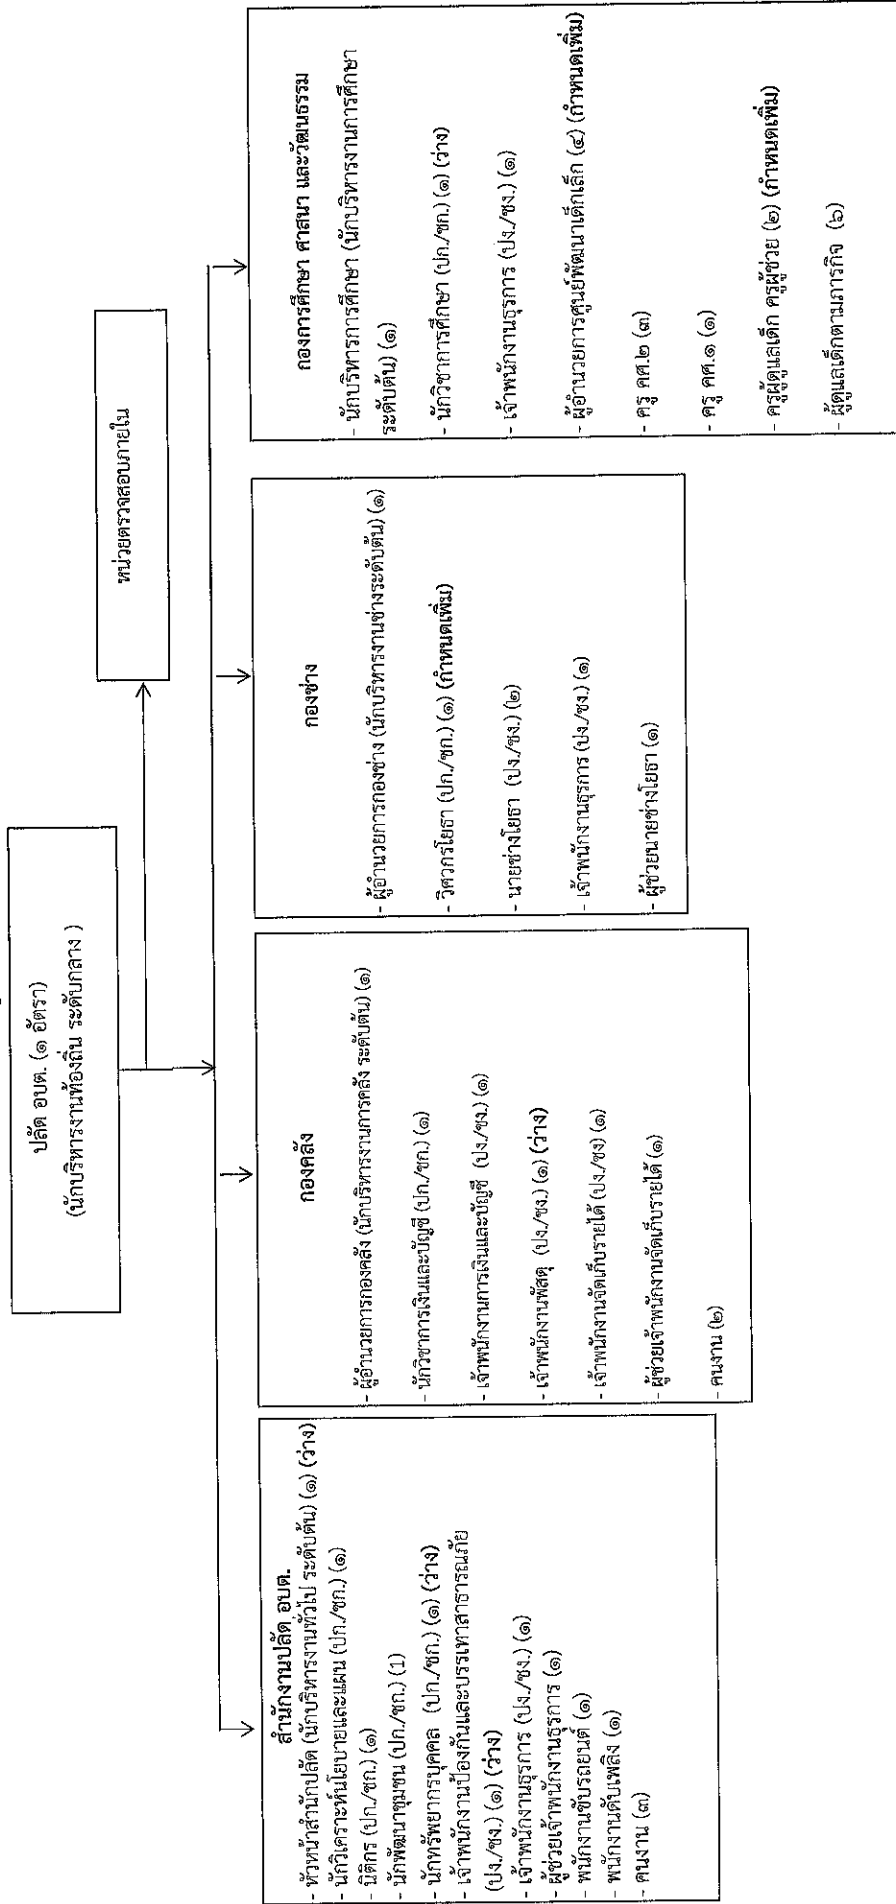 ปลัด อบต. (๑ อัตรา)
(นักบริหารงานท้องถิ่น ระดับกลาง )
หน่วยตรวจสอบภายใน
สำนักงานปลัด อบต.
- หัวหน้าสำนักปลัด (นักบริหารงานทั่วไป ระดับต้น) (๑) (ว่าง)
- นักวิเคราะห์นโยบายและแผน (ปก./ชก.) (๑)
- นิติกร (ปก./ชก.) (๑)
- นักพัฒนาชุมชน (ปก./ชก.) (1)
- นักทรัพยากรบุคคล (ปก./ชก.) (๑) (ว่าง)
- เจ้าพนักงานป้องกันและบรรเทาสาธารณภัย
(ปง./ชง.) (๑) (ว่าง)
- เจ้าพนักงานธุรการ (ปง./ชง.) (๑)
- ผู้ช่วยเจ้าพนักงานธุรการ (๑)
- พนักงานขับรถยนต์ (๑)
- พนักงานดับเพลิง (๑)
- คนงาน (๓)
กองคลัง
- ผู้อำนวยการกองคลัง (นักบริหารงานการคลัง ระดับต้น) (๑)
- นักวิชาการเงินและบัญชี (ปก./ชก.) (๑)
- เจ้าพนักงานการเงินและบัญชี (ปง./ชง.) (๑)
- เจ้าพนักงานพัสดุ (ปง./ชง.) (๑) (ว่าง)
- เจ้าพนักงานจัดเก็บรายได้ (ปง./ชง) (๑)
- ผู้ช่วยเจ้าพนักงานจัดเก็บรายได้ (๑)
- คนงาน (๒)
กองช่าง
- ผู้อำนวยการกองช่าง (นักบริหารงานช่างระดับต้น) (๑)
- วิศวกรโยธา (ปก./ชก.) (๑) (กำหนดเพิ่ม)
- นายช่างโยธา (ปง./ชง.) (๒)
- เจ้าพนักงานธุรการ (ปง./ชง.) (๑)
- ผู้ช่วยนายช่างโยธา (๑)
กองการศึกษา ศาสนา และวัฒนธรรม
- นักบริหารการศึกษา (นักบริหารงานการศึกษา
ระดับต้น) (๑)
- นักวิชาการศึกษา (ปก./ชก.) (๑) (ว่าง)
- เจ้าพนักงานธุรการ (ปง./ชง.) (๑)
- ผู้อำนวยการศูนย์พัฒนาเด็กเล็ก (๔) (กำหนดเพิ่ม)
- ครู คศ.๒ (๓)
- ครู คศ.๑ (๑)
- ครูผู้ดูแลเด็ก ครูผู้ช่วย (๒) (กำหนดเพิ่ม)
- ผู้ดูแลเด็กตามภารกิจ (๖)